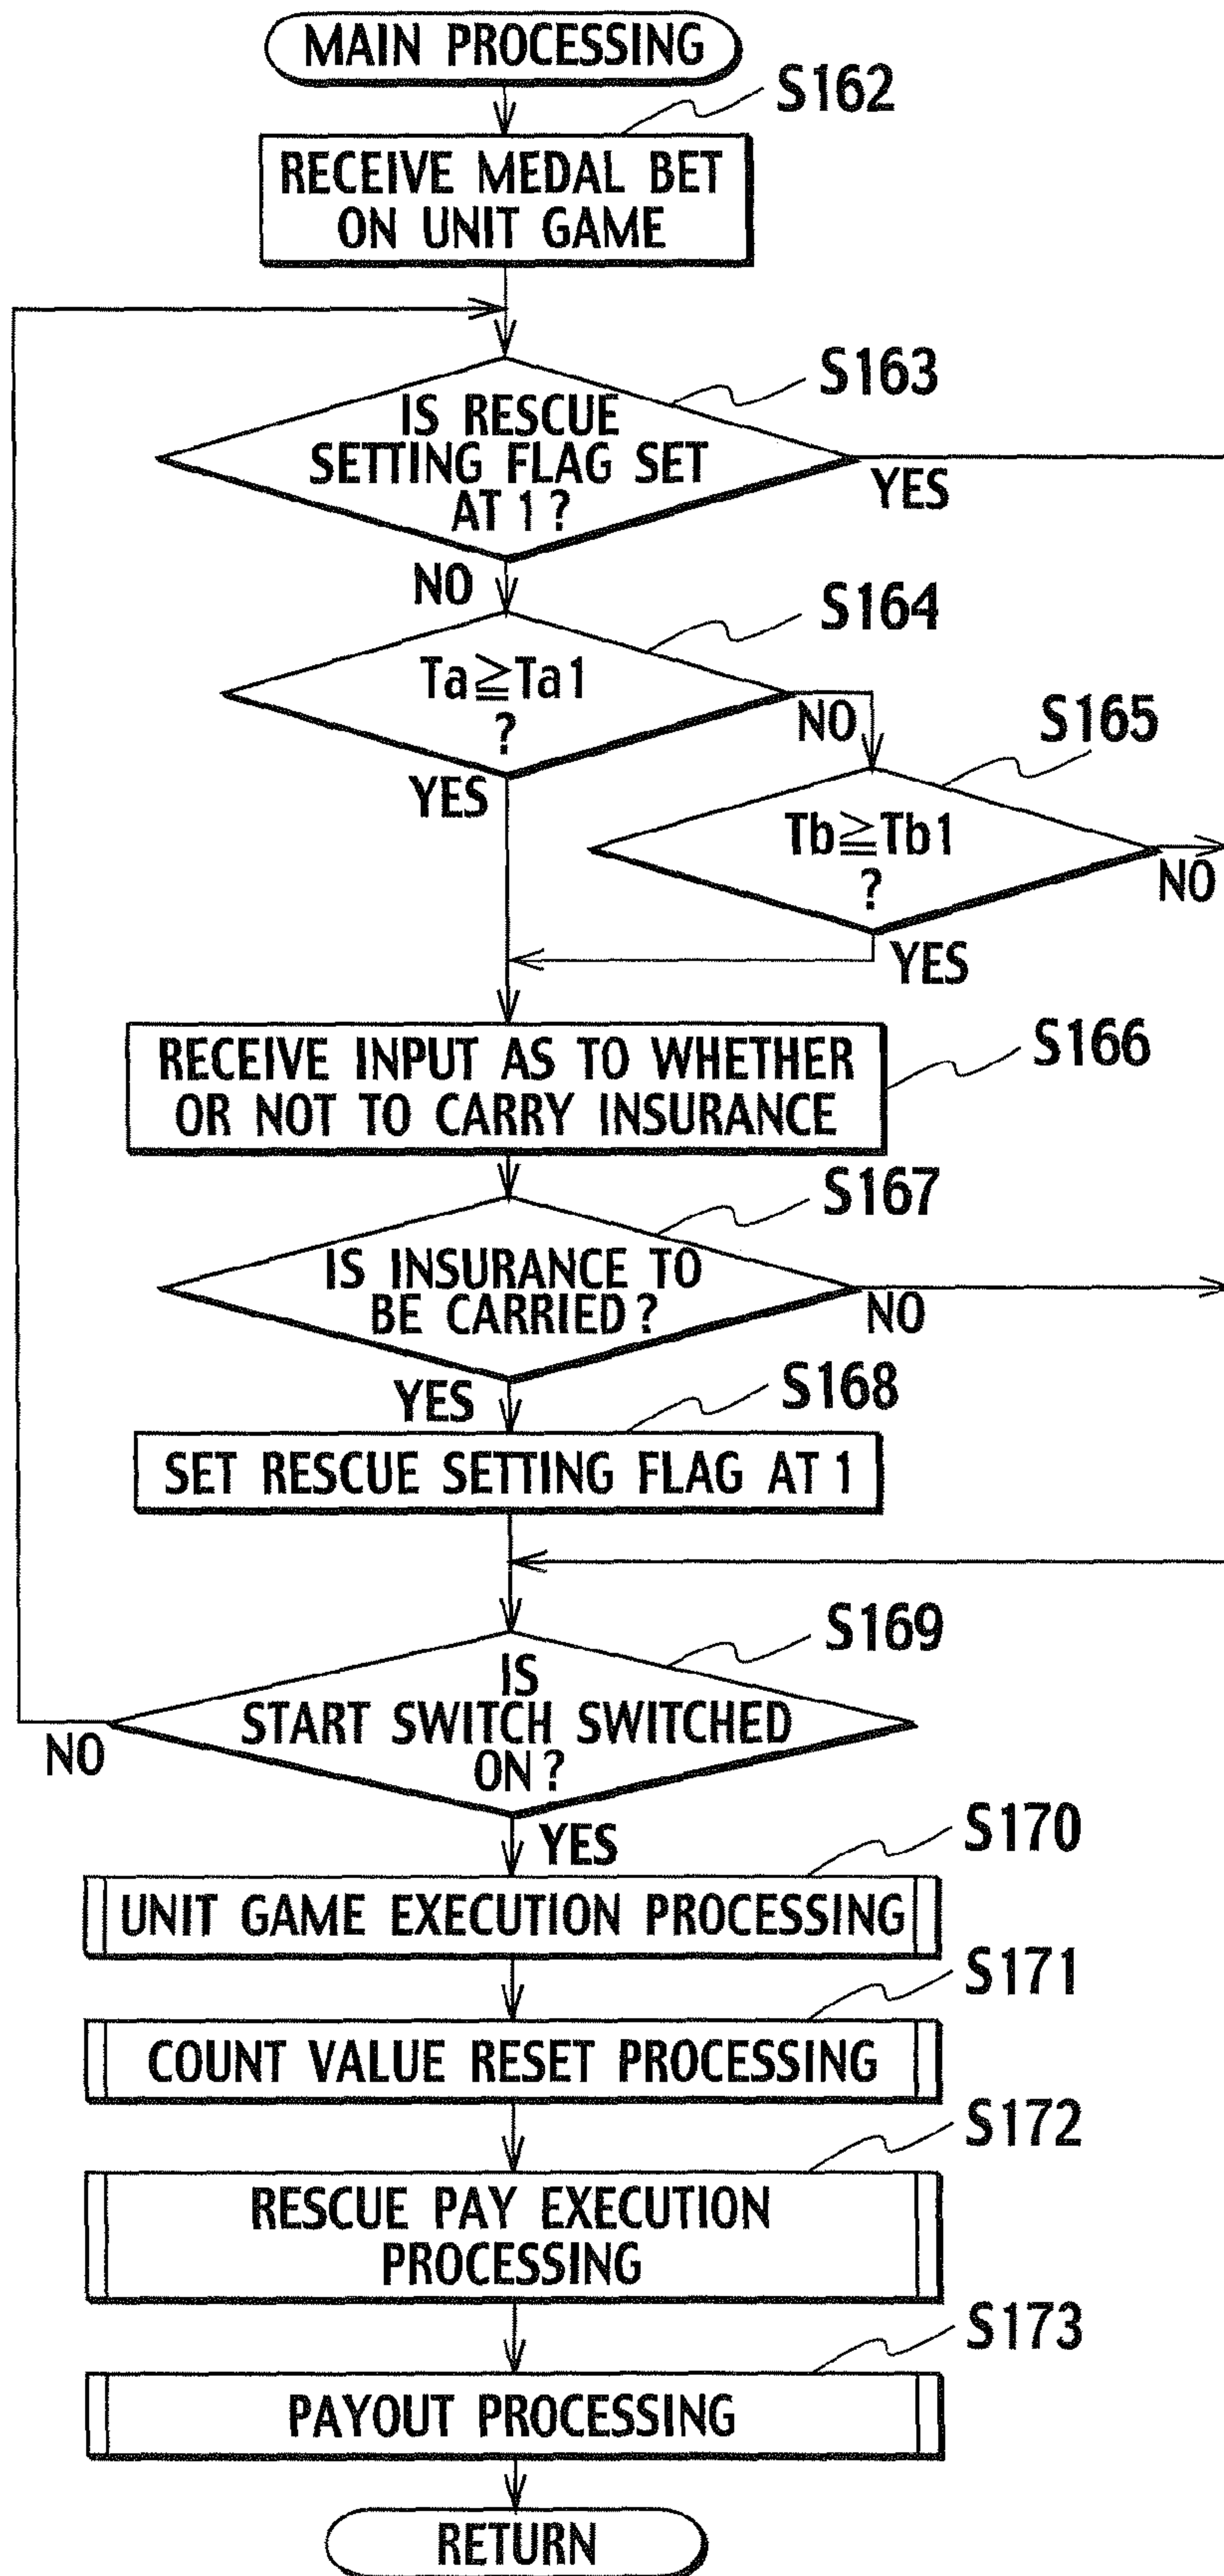 MAIN PROCESSING
S162
RECEIVE MEDAL BET
ON UNIT GAME
S163
IS RESCUE
SETTING FLAG SET
AT 1?
YES
NO
S164
Ta≧Ta1
?
NO
YES
S165
Tb≧Tb1
?
NO
YES
S166
RECEIVE INPUT AS TO WHETHER
OR NOT TO CARRY INSURANCE
S167
IS INSURANCE TO
BE CARRIED?
NO
YES
S168
SET RESCUE SETTING FLAG AT 1
S169
IS
START SWITCH SWITCHED
ON?
NO
YES
S170
UNIT GAME EXECUTION PROCESSING
S171
COUNT VALUE RESET PROCESSING
S172
RESCUE PAY EXECUTION
PROCESSING
S173
PAYOUT PROCESSING
RETURN